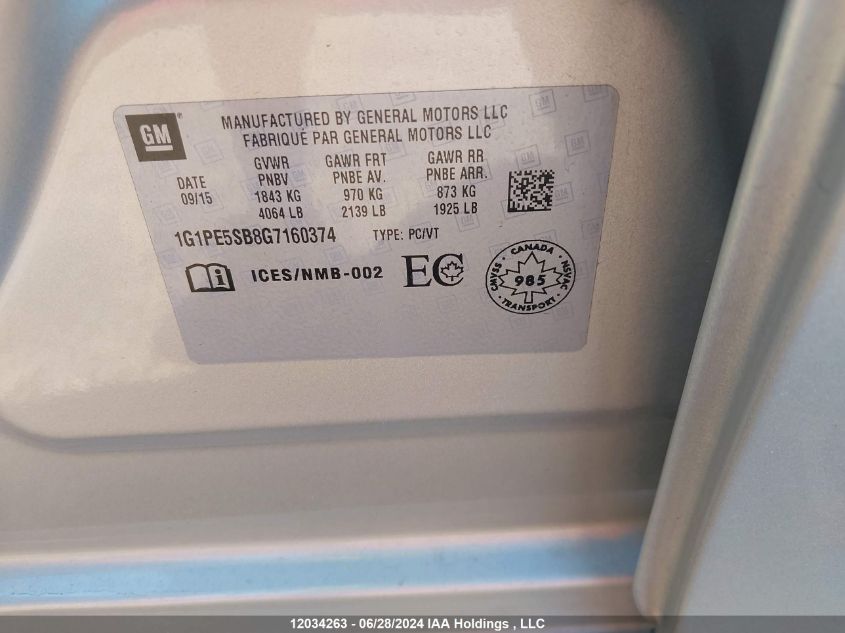 GM
MANUFACTURED BY GENERAL MOTORS LLC
FABRIQUÉ PAR GENERAL MOTORS LLC
DATE
09/15
GVWR
PNBV
1843 KG
4064 LB
GAWR FRT
PNBE AV.
970 KG
2139 LB
GAWR RR
PNBE ARR.
873 KG
1925 LB
1G1PE5SB8G7160374 TYPE: PC/VT
i ICES/NMB-002 EC
CANADA
CMVSS 985 NSVAC
TRANSPORT
12034263 - 06/28/2024 IAA Holdings , LLC